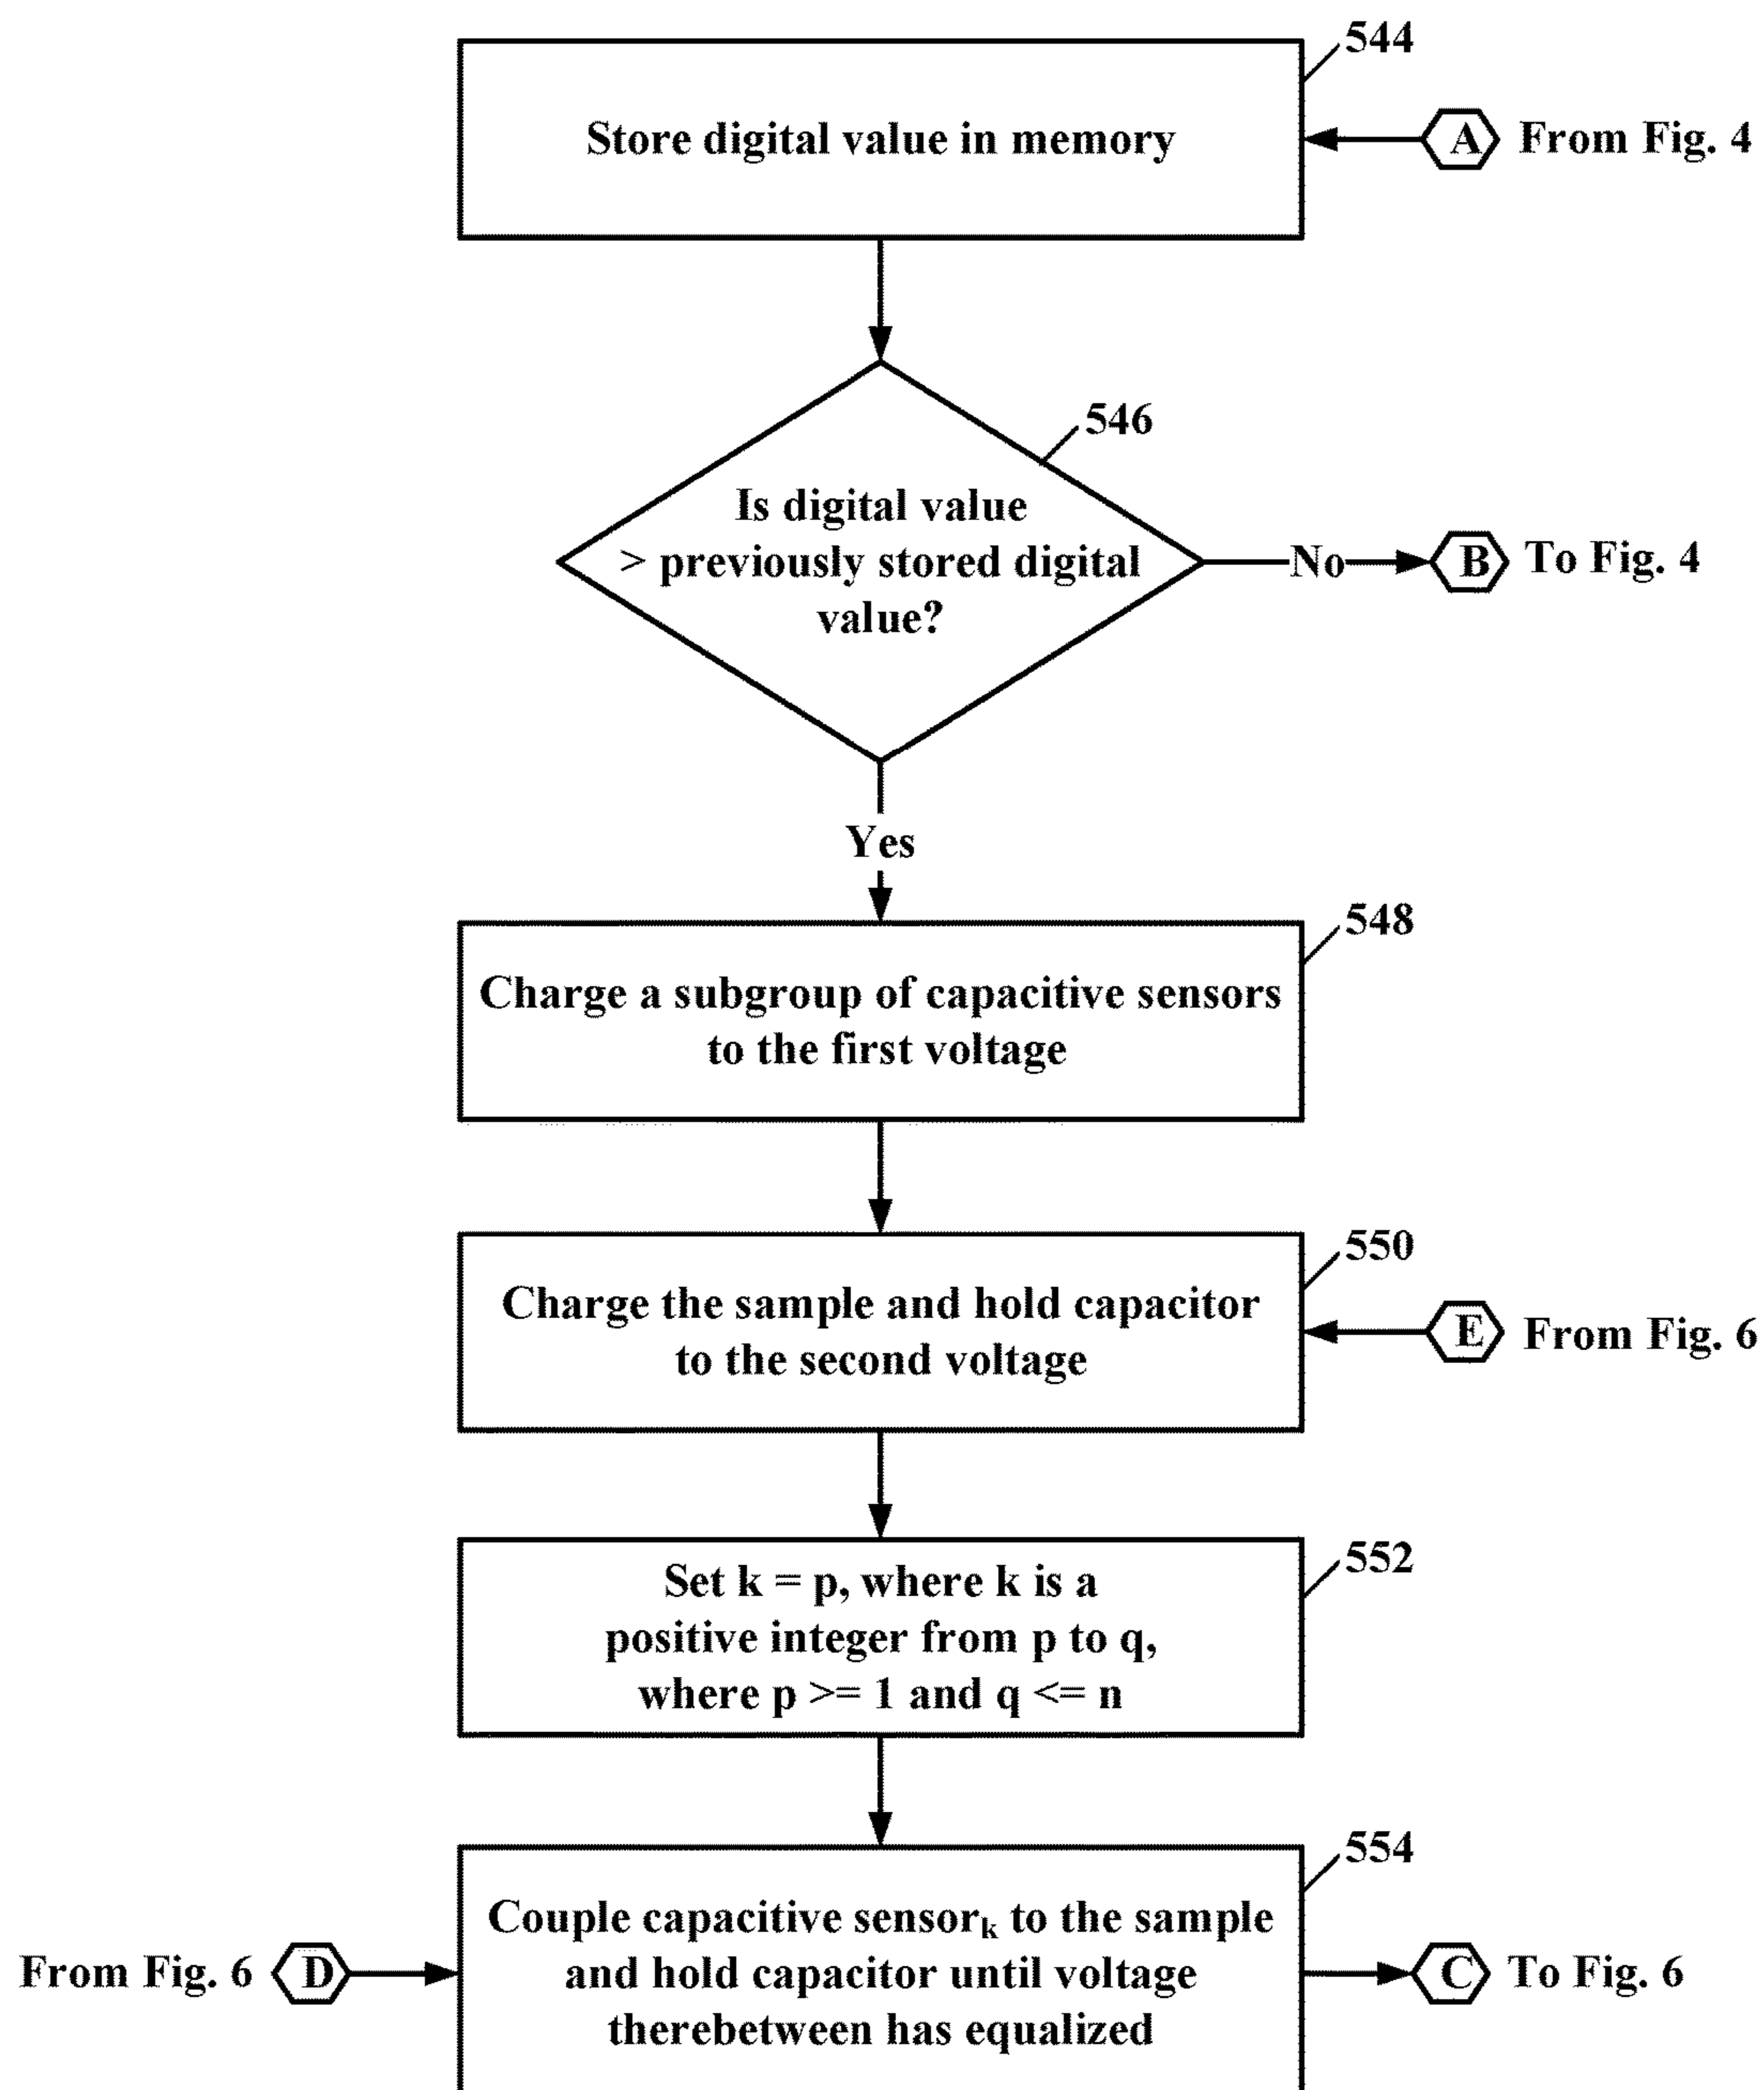 544
Store digital value in memory
A From Fig. 4
546
Is digital value
> previously stored digital
value?
No
B To Fig. 4
Yes
548
Charge a subgroup of capacitive sensors
to the first voltage
550
Charge the sample and hold capacitor
to the second voltage
E From Fig. 6
552
Set k = p, where k is a
positive integer from p to q,
where p >= 1 and q <= n
554
Couple capacitive sensorₖ to the sample
and hold capacitor until voltage
therebetween has equalized
From Fig. 6 D
C To Fig. 6